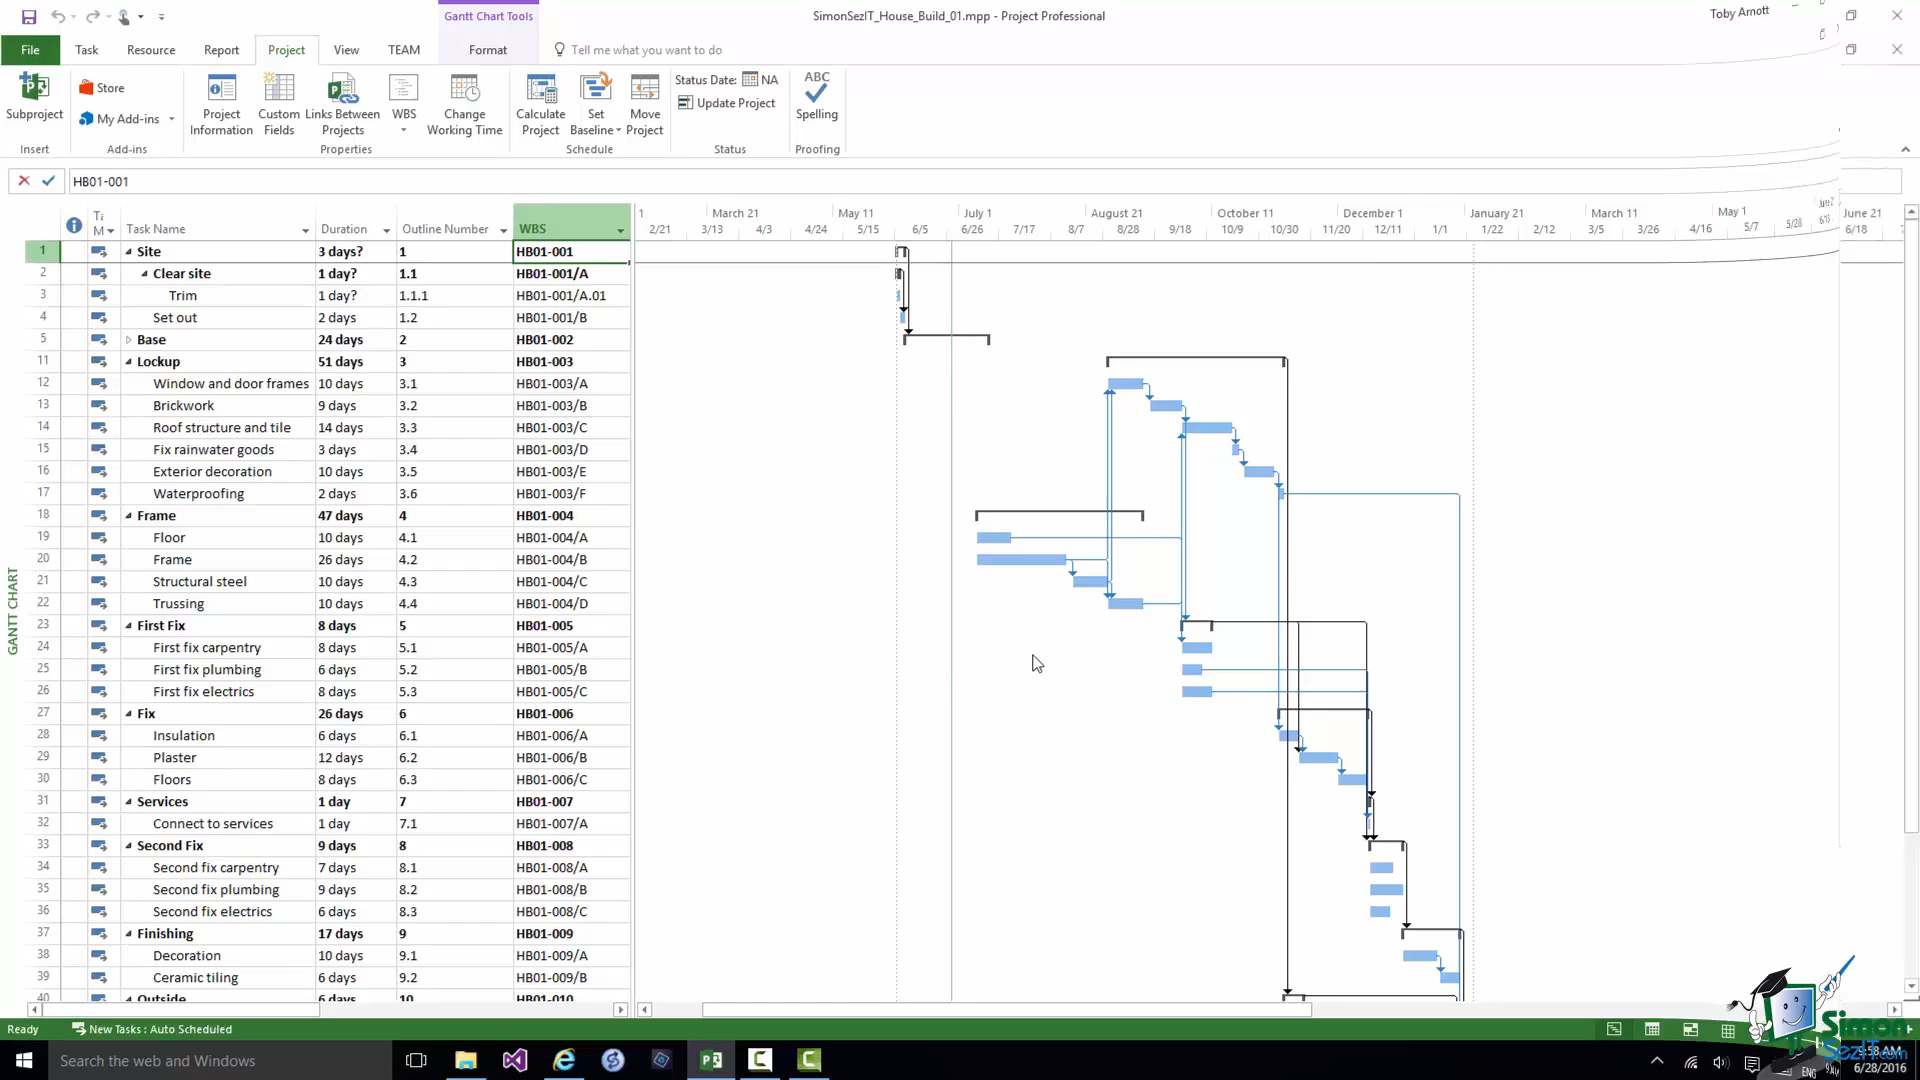 Gantt Chart Tools
SimonSezIT_House_Build_01.mpp - Project Professional
Toby Arnott
File Task Resource Report Project View TEAM Format Tell me what you want to do
Subproject Store My Add-ins Project Information Custom Fields Links Between Projects WBS Change Working Time Calculate Project Set Baseline Move Project Status Date: NA Update Project ABC Spelling
Insert Add-ins Properties Schedule Status Proofing
HB01-001
1 March 21 May 11 July 1 August 21 October 11 December 1 January 21 March 11 May 1 June 21
Task Name Duration Outline Number WBS 2/21 3/13 4/3 4/24 5/15 6/5 6/26 7/17 8/7 8/28 9/18 10/9 10/30 11/20 12/11 1/1 1/22 2/12 3/5 3/26 4/16 5/7 5/28 6/18
1 Site 3 days? 1 HB01-001
2 Clear site 1 day? 1.1 HB01-001/A
3 Trim 1 day? 1.1.1 HB01-001/A.01
4 Set out 2 days 1.2 HB01-001/B
5 Base 24 days 2 HB01-002
11 Lockup 51 days 3 HB01-003
12 Window and door frames 10 days 3.1 HB01-003/A
13 Brickwork 9 days 3.2 HB01-003/B
14 Roof structure and tile 14 days 3.3 HB01-003/C
15 Fix rainwater goods 3 days 3.4 HB01-003/D
16 Exterior decoration 10 days 3.5 HB01-003/E
17 Waterproofing 2 days 3.6 HB01-003/F
18 Frame 47 days 4 HB01-004
19 Floor 10 days 4.1 HB01-004/A
20 Frame 26 days 4.2 HB01-004/B
21 Structural steel 10 days 4.3 HB01-004/C
22 Trussing 10 days 4.4 HB01-004/D
23 First Fix 8 days 5 HB01-005
24 First fix carpentry 8 days 5.1 HB01-005/A
25 First fix plumbing 6 days 5.2 HB01-005/B
26 First fix electrics 8 days 5.3 HB01-005/C
27 Fix 26 days 6 HB01-006
28 Insulation 6 days 6.1 HB01-006/A
29 Plaster 12 days 6.2 HB01-006/B
30 Floors 8 days 6.3 HB01-006/C
31 Services 1 day 7 HB01-007
32 Connect to services 1 day 7.1 HB01-007/A
33 Second Fix 9 days 8 HB01-008
34 Second fix carpentry 7 days 8.1 HB01-008/A
35 Second fix plumbing 9 days 8.2 HB01-008/B
36 Second fix electrics 6 days 8.3 HB01-008/C
37 Finishing 17 days 9 HB01-009
38 Decoration 10 days 9.1 HB01-009/A
39 Ceramic tiling 6 days 9.2 HB01-009/B
40 Outside 6 days 10 HB01-010
GANTT CHART
Ready New Tasks : Auto Scheduled
Simon
SezIT.com
Search the web and Windows
ENG
6/28/2016